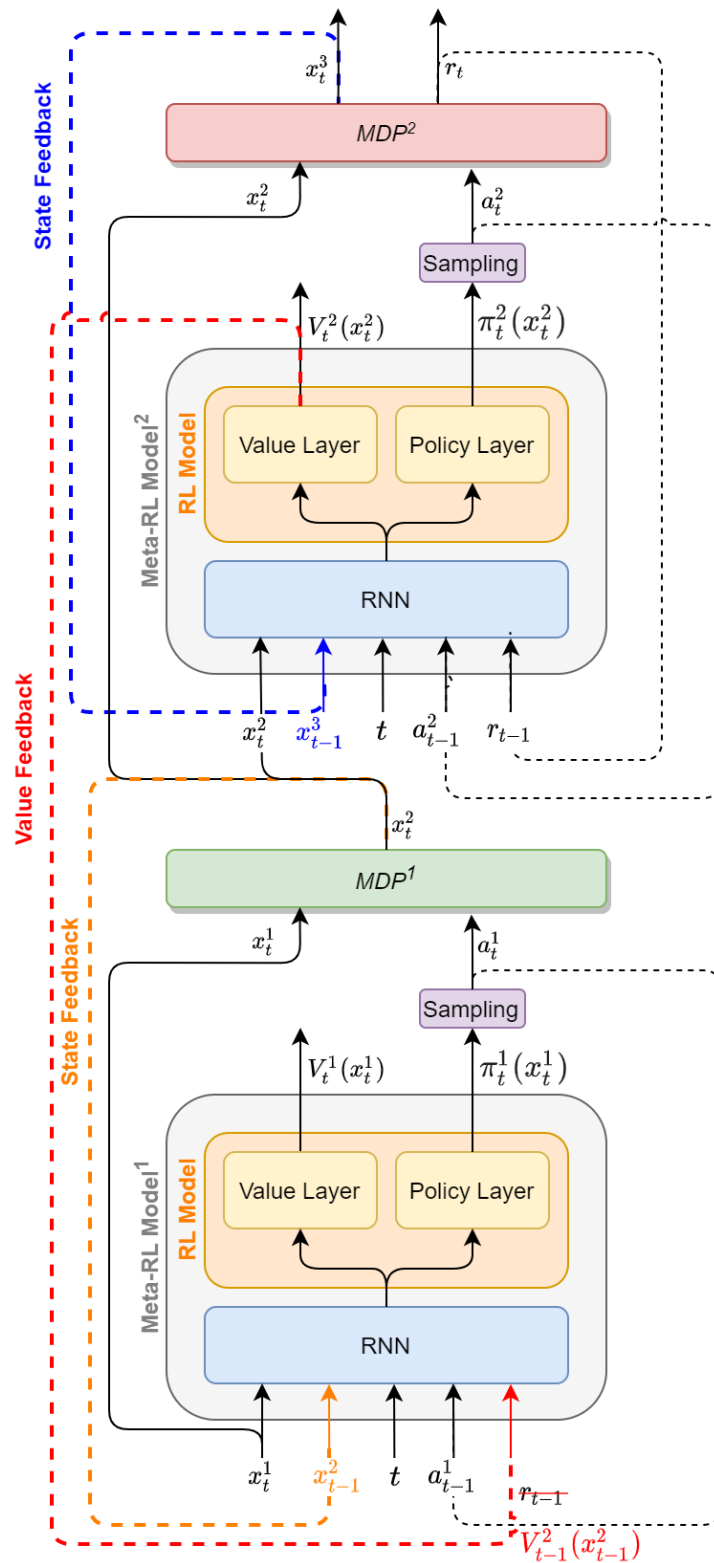 x_t^3
r_t
MDP^2
State Feedback
x_t^2
a_t^2
Sampling
V_t^2(x_t^2)
π_t^2(x_t^2)
Meta-RL Model^2
RL Model
Value Layer
Policy Layer
RNN
x_t^2
x_{t-1}^3
t
a_{t-1}^2
r_{t-1}
Value Feedback
x_t^2
MDP^1
State Feedback
x_t^1
a_t^1
Sampling
V_t^1(x_t^1)
π_t^1(x_t^1)
Meta-RL Model^1
RL Model
Value Layer
Policy Layer
RNN
x_t^1
x_{t-1}^2
t
a_{t-1}^1
r_{t-1}
V_{t-1}^2(x_{t-1}^2)